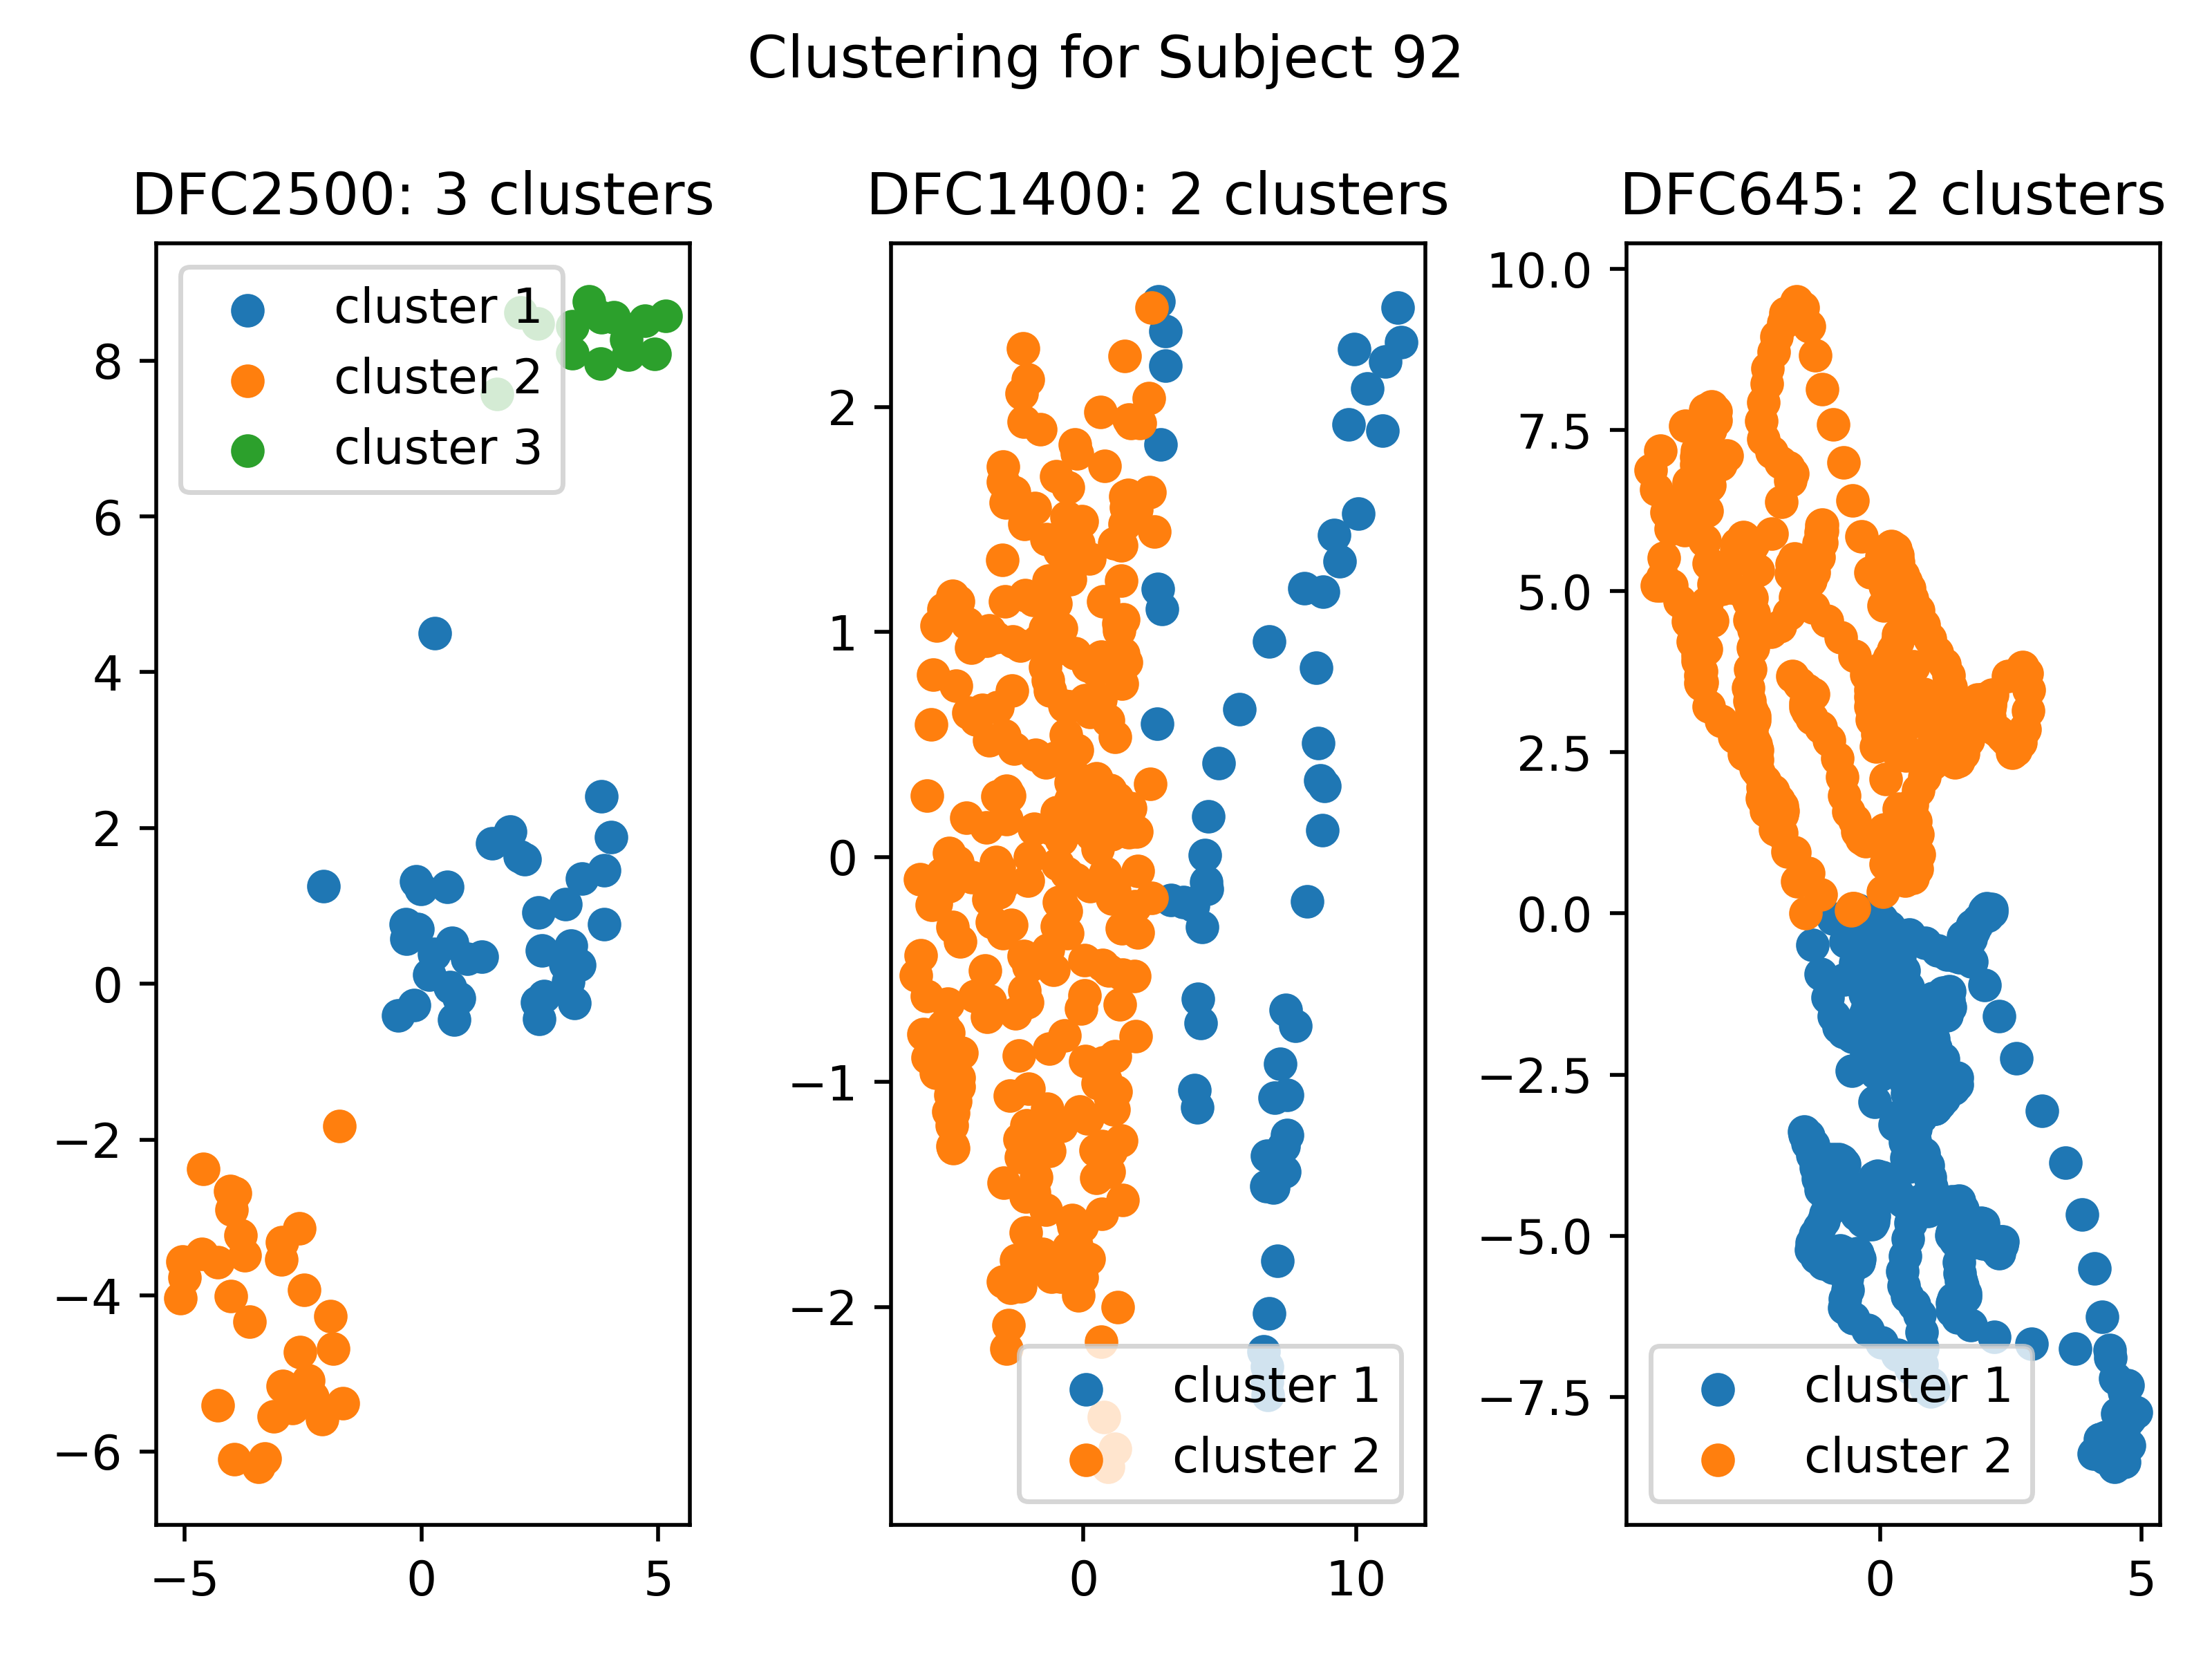 Clustering for Subject 92
DFC2500: 3 clusters
cluster 1
cluster 2
cluster 3
8
6
4
2
0
−2
−4
−6
−5
0
5
DFC1400: 2 clusters
2
1
0
−1
−2
cluster 1
cluster 2
0
10
DFC645: 2 clusters
10.0
7.5
5.0
2.5
0.0
−2.5
−5.0
−7.5
cluster 1
cluster 2
0
5